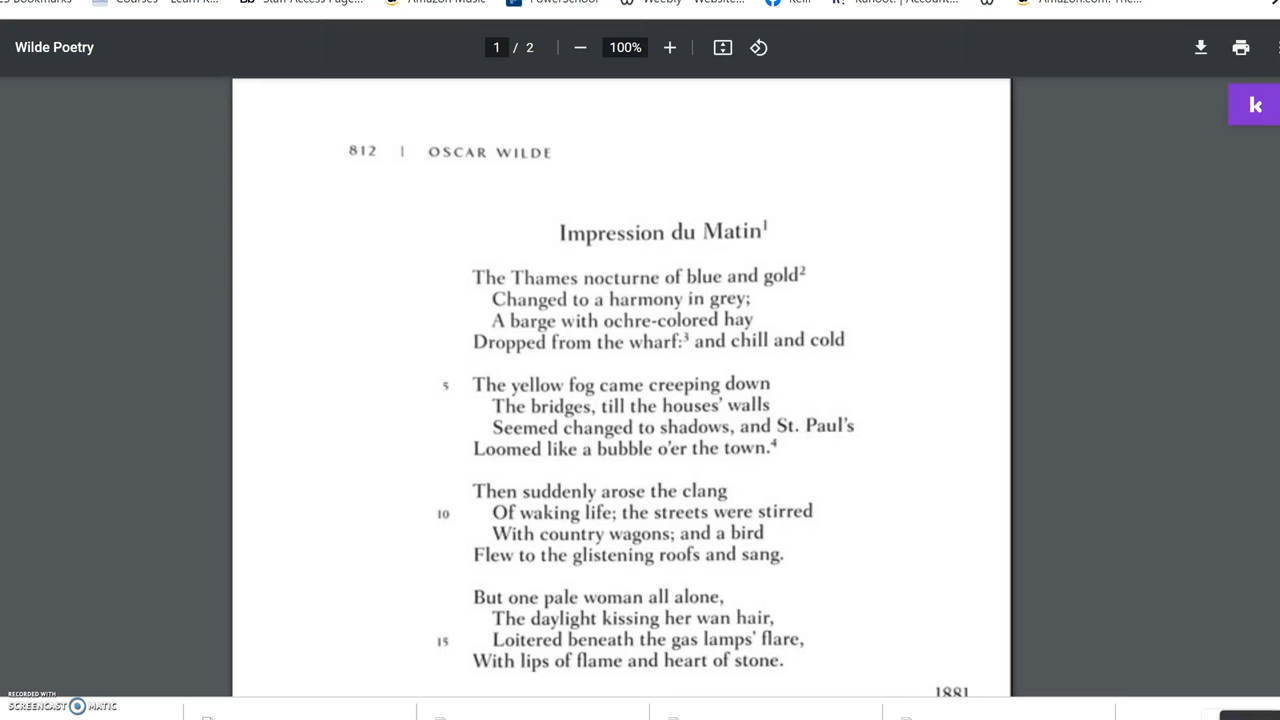 Wilde Poetry
1 / 2
100%
k
812 | OSCAR WILDE
Impression du Matin¹
The Thames nocturne of blue and gold²
Changed to a harmony in grey;
A barge with ochre-colored hay
Dropped from the wharf:³ and chill and cold
5 The yellow fog came creeping down
The bridges, till the houses' walls
Seemed changed to shadows, and St. Paul's
Loomed like a bubble o'er the town.⁴
Then suddenly arose the clang
10 Of waking life; the streets were stirred
With country wagons; and a bird
Flew to the glistening roofs and sang.
But one pale woman all alone,
The daylight kissing her wan hair,
15 Loitered beneath the gas lamps' flare,
With lips of flame and heart of stone.
1881
RECORDED WITH
SCREENCAST MATIC